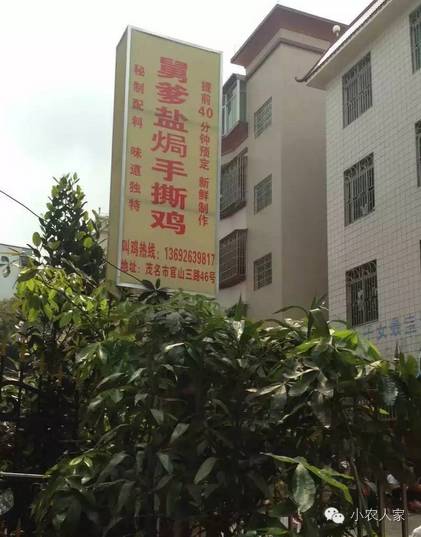 提前40分钟预定 新鲜制作
舅爹盐焗手撕鸡
秘制配料 味道独特
叫鸡热线：13692639817
地址：茂名市官山三路46号
小农人家